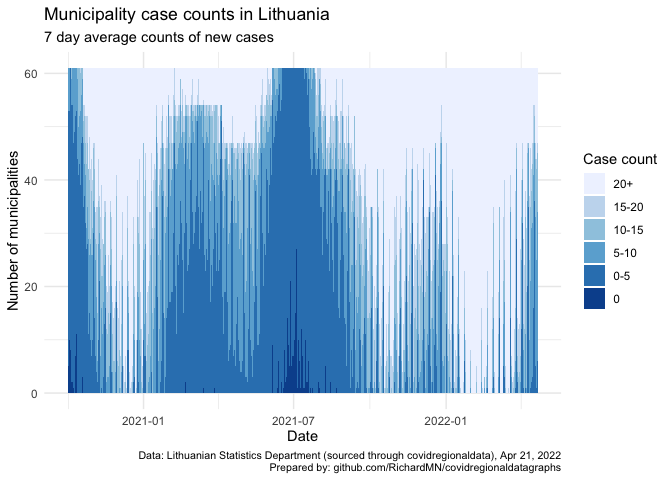 Municipality case counts in Lithuania
7 day average counts of new cases
Number of municipalities
60
40
20
0
2021-01
2021-07
2022-01
Date
Case count
20+
15-20
10-15
5-10
0-5
0
Data: Lithuanian Statistics Department (sourced through covidregionaldata), Apr 21, 2022
Prepared by: github.com/RichardMN/covidregionaldatagraphs